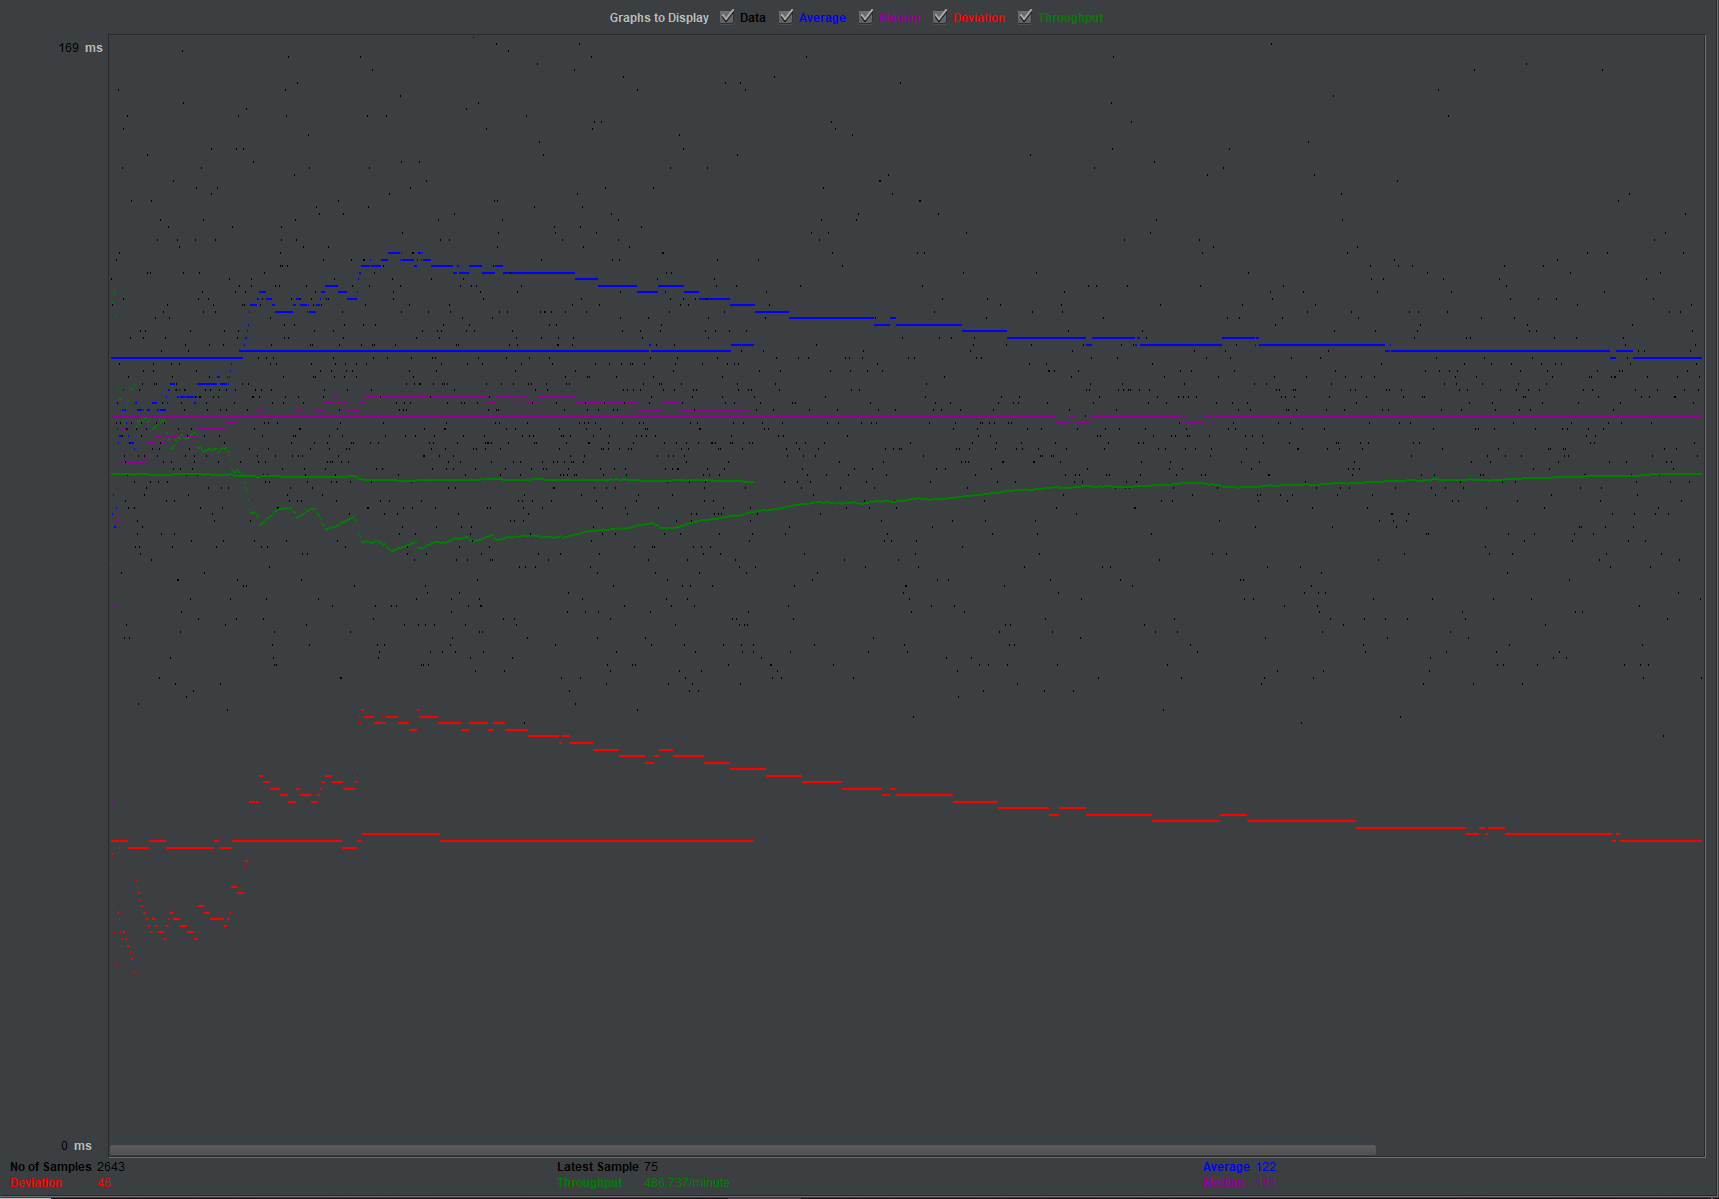 Graphs to Display Data Average Median Deviation Throughput
169 ms
0 ms
No of Samples 2643 Latest Sample 75 Average 122
Deviation 46 Throughput 486,737/minute Median